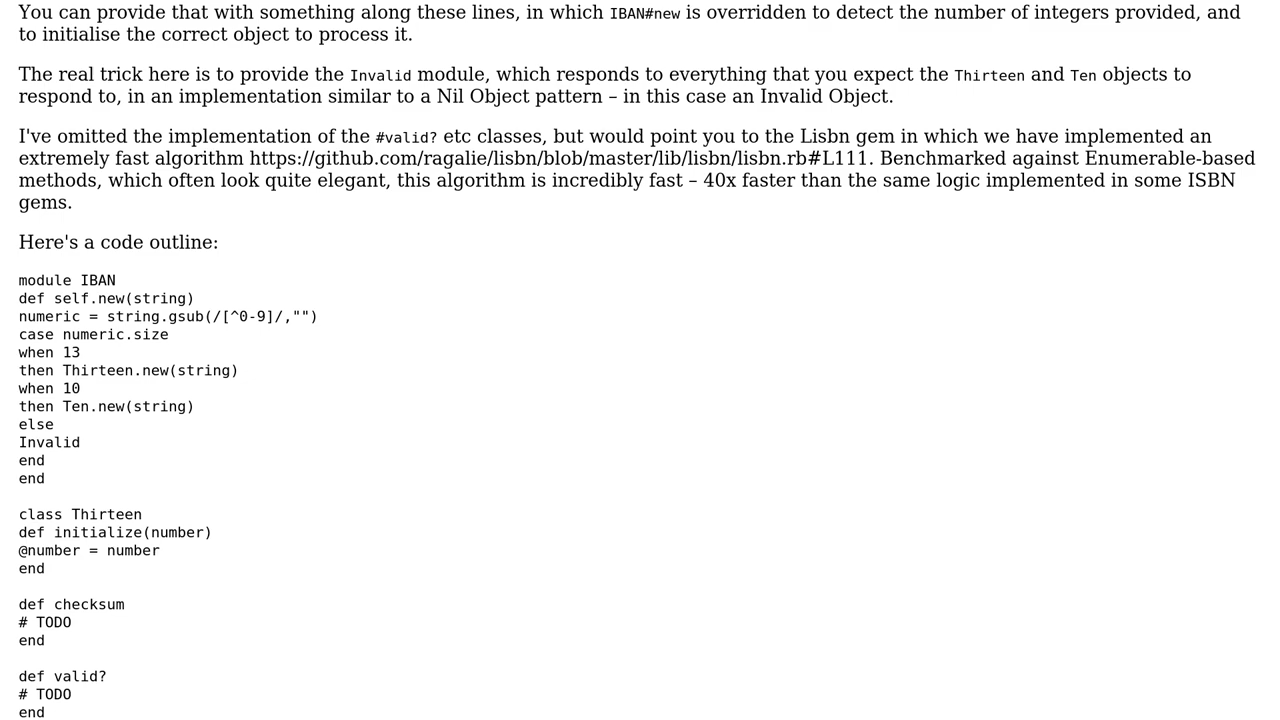 You can provide that with something along these lines, in which IBAN#new is overridden to detect the number of integers provided, and
to initialise the correct object to process it.
The real trick here is to provide the Invalid module, which responds to everything that you expect the Thirteen and Ten objects to
respond to, in an implementation similar to a Nil Object pattern – in this case an Invalid Object.
I've omitted the implementation of the #valid? etc classes, but would point you to the Lisbn gem in which we have implemented an
extremely fast algorithm https://github.com/ragalie/lisbn/blob/master/lib/lisbn/lisbn.rb#L111. Benchmarked against Enumerable-based
methods, which often look quite elegant, this algorithm is incredibly fast – 40x faster than the same logic implemented in some ISBN
gems.
Here's a code outline:
module IBAN
def self.new(string)
numeric = string.gsub(/[^0-9]/,"")
case numeric.size
when 13
then Thirteen.new(string)
when 10
then Ten.new(string)
else
Invalid
end
end
class Thirteen
def initialize(number)
@number = number
end
def checksum
# TODO
end
def valid?
# TODO
end